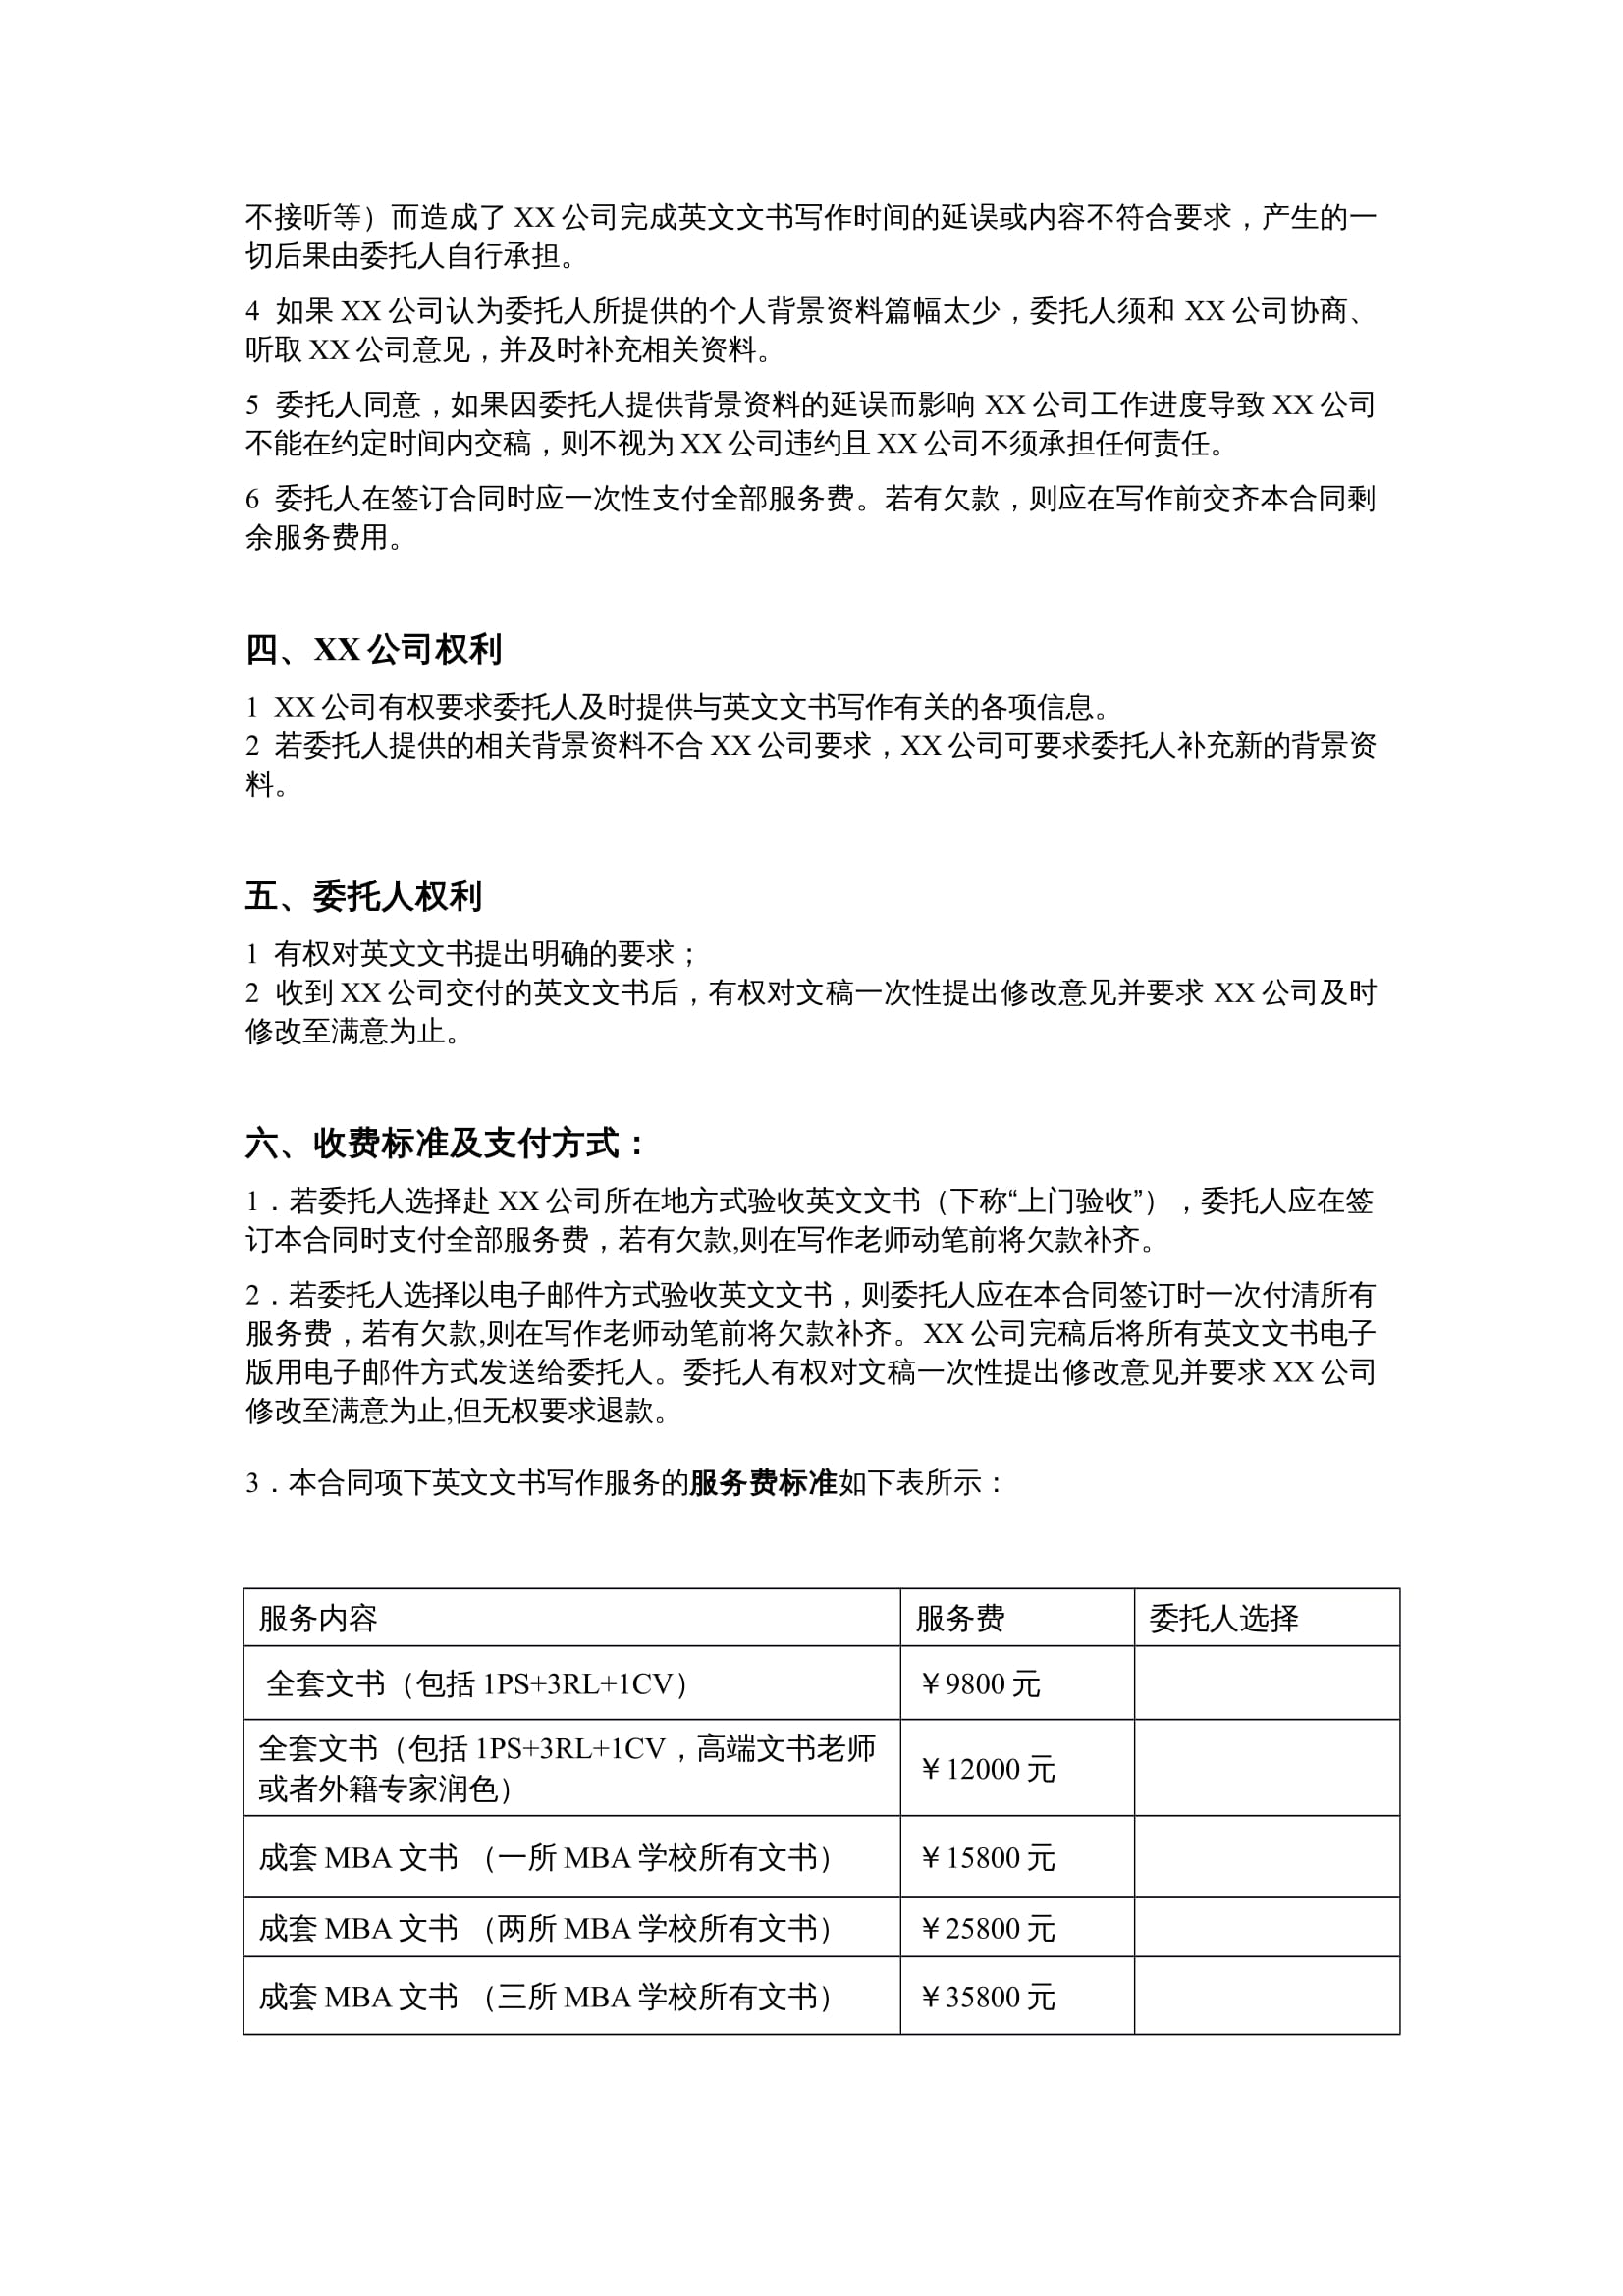 不接听等）而造成了 XX 公司完成英文文书写作时间的延误或内容不符合要求，产生的一
切后果由委托人自行承担。
4 如果 XX 公司认为委托人所提供的个人背景资料篇幅太少，委托人须和 XX 公司协商、
听取 XX 公司意见，并及时补充相关资料。
5 委托人同意，如果因委托人提供背景资料的延误而影响 XX 公司工作进度导致 XX 公司
不能在约定时间内交稿，则不视为 XX 公司违约且 XX 公司不须承担任何责任。
6 委托人在签订合同时应一次性支付全部服务费。若有欠款，则应在写作前交齐本合同剩
余服务费用。
四、XX 公司权利
1 XX 公司有权要求委托人及时提供与英文文书写作有关的各项信息。
2 若委托人提供的相关背景资料不合 XX 公司要求，XX 公司可要求委托人补充新的背景资
料。
五、委托人权利
1 有权对英文文书提出明确的要求；
2 收到 XX 公司交付的英文文书后，有权对文稿一次性提出修改意见并要求 XX 公司及时
修改至满意为止。
六、收费标准及支付方式：
1．若委托人选择赴 XX 公司所在地方式验收英文文书（下称“上门验收”），委托人应在签
订本合同时支付全部服务费，若有欠款,则在写作老师动笔前将欠款补齐。
2．若委托人选择以电子邮件方式验收英文文书，则委托人应在本合同签订时一次付清所有
服务费，若有欠款,则在写作老师动笔前将欠款补齐。XX 公司完稿后将所有英文文书电子
版用电子邮件方式发送给委托人。委托人有权对文稿一次性提出修改意见并要求 XX 公司
修改至满意为止,但无权要求退款。
3．本合同项下英文文书写作服务的服务费标准如下表所示：
服务内容 服务费 委托人选择
全套文书（包括 1PS+3RL+1CV） ￥9800 元
全套文书（包括 1PS+3RL+1CV，高端文书老师
或者外籍专家润色） ￥12000 元
成套 MBA 文书 （一所 MBA 学校所有文书） ￥15800 元
成套 MBA 文书 （两所 MBA 学校所有文书） ￥25800 元
成套 MBA 文书 （三所 MBA 学校所有文书） ￥35800 元